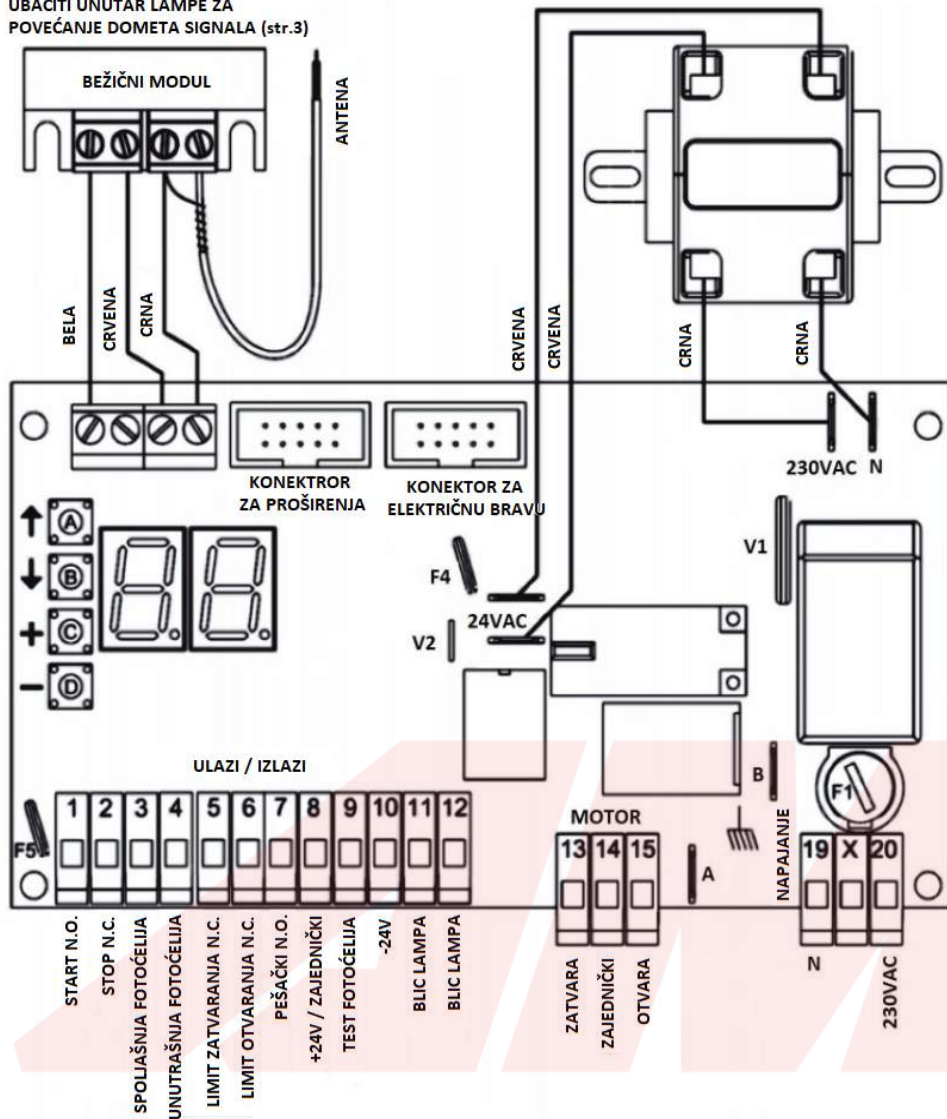 UBACITI UNUTAR LAMPE ZA
POVEĆANJE DOMETA SIGNALA (str.3)
BEŽIČNI MODUL
ANTENA
BELA
CRVENA
CRNA
CRVENA
CRVENA
CRNA
CRNA
KONEKTROR
ZA PROŠIRENJA
KONEKTOR ZA
ELEKTRIČNU BRAVU
230VAC N
V1
F4
24VAC
V2
A
B
+ C
– D
ULAZI / IZLAZI
F5
1 2 3 4 5 6 7 8 9 10 11 12
START N.O.
STOP N.C.
SPOLJAŠNJA FOTOĆELIJA
UNUTRAŠNJA FOTOĆELIJA
LIMIT ZATVARANJA N.C.
LIMIT OTVARANJA N.C.
PEŠAČKI N.O.
+24V / ZAJEDNIČKI
TEST FOTOĆELIJA
-24V
BLIC LAMPA
BLIC LAMPA
MOTOR
13 14 15
ZATVARA
ZAJEDNIČKI
OTVARA
A
B
NAPAJANJE
F1
19 X 20
N
230VAC
AM